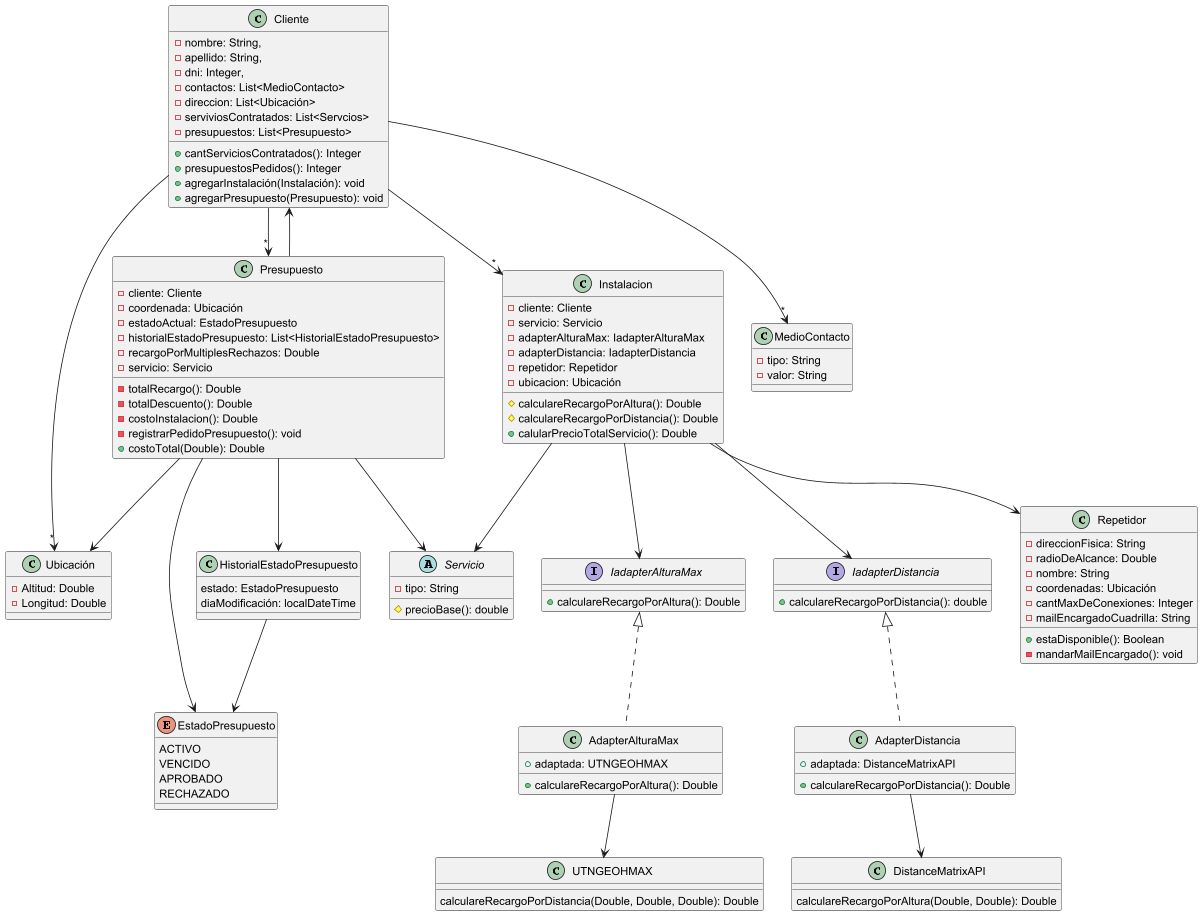 C Cliente
nombre: String,
apellido: String,
dni: Integer,
contactos: List<MedioContacto>
direccion: List<Ubicación>
serviviosContratados: List<Servcios>
presupuestos: List<Presupuesto>
cantServiciosContratados(): Integer
presupuestosPedidos(): Integer
agregarInstalación(Instalación): void
agregarPresupuesto(Presupuesto): void
*
*
*
*
C Presupuesto
cliente: Cliente
coordenada: Ubicación
estadoActual: EstadoPresupuesto
historialEstadoPresupuesto: List<HistorialEstadoPresupuesto>
recargoPorMultiplesRechazos: Double
servicio: Servicio
totalRecargo(): Double
totalDescuento(): Double
costoInstalacion(): Double
registrarPedidoPresupuesto(): void
costoTotal(Double): Double
C Instalacion
cliente: Cliente
servicio: Servicio
adapterAlturaMax: IadapterAlturaMax
adapterDistancia: IadapterDistancia
repetidor: Repetidor
ubicacion: Ubicación
calculareRecargoPorAltura(): Double
calculareRecargoPorDistancia(): Double
calularPrecioTotalServicio(): Double
C MedioContacto
tipo: String
valor: String
C Ubicación
Altitud: Double
Longitud: Double
C HistorialEstadoPresupuesto
estado: EstadoPresupuesto
diaModificación: localDateTime
A Servicio
tipo: String
precioBase(): double
I IadapterAlturaMax
calculareRecargoPorAltura(): Double
I IadapterDistancia
calculareRecargoPorDistancia(): double
C Repetidor
direccionFisica: String
radioDeAlcance: Double
nombre: String
coordenadas: Ubicación
cantMaxDeConexiones: Integer
mailEncargadoCuadrilla: String
estaDisponible(): Boolean
mandarMailEncargado(): void
E EstadoPresupuesto
ACTIVO
VENCIDO
APROBADO
RECHAZADO
C AdapterAlturaMax
adaptada: UTNGEOHMAX
calculareRecargoPorAltura(): Double
C AdapterDistancia
adaptada: DistanceMatrixAPI
calculareRecargoPorDistancia(): Double
C UTNGEOHMAX
calculareRecargoPorDistancia(Double, Double, Double): Double
C DistanceMatrixAPI
calculareRecargoPorAltura(Double, Double): Double